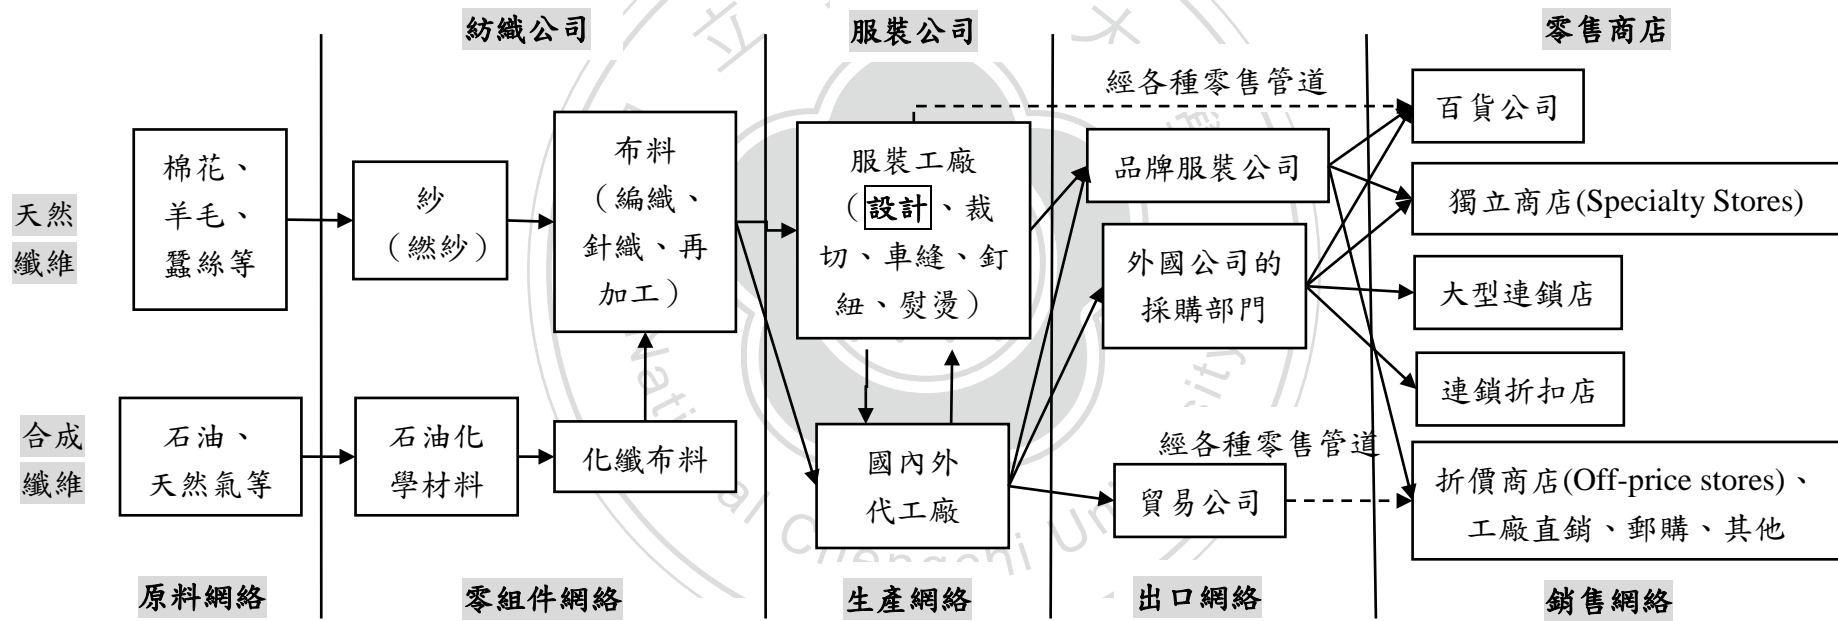 紡織公司
服裝公司
零售商店
天然
纖維
棉花、
羊毛、
蠶絲等
紗
（燃紗）
布料
（編織、
針織、再
加工）
服裝工廠
（設計、裁
切、車縫、釘
紐、熨燙）
經各種零售管道
品牌服裝公司
外國公司的
採購部門
百貨公司
獨立商店(Specialty Stores)
大型連鎖店
連鎖折扣店
合成
纖維
石油、
天然氣等
石油化
學材料
化纖布料
國內外
代工廠
經各種零售管道
貿易公司
折價商店(Off-price stores)、
工廠直銷、郵購、其他
原料網絡
零組件網絡
生產網絡
出口網絡
銷售網絡
立
大
National Chengchi University